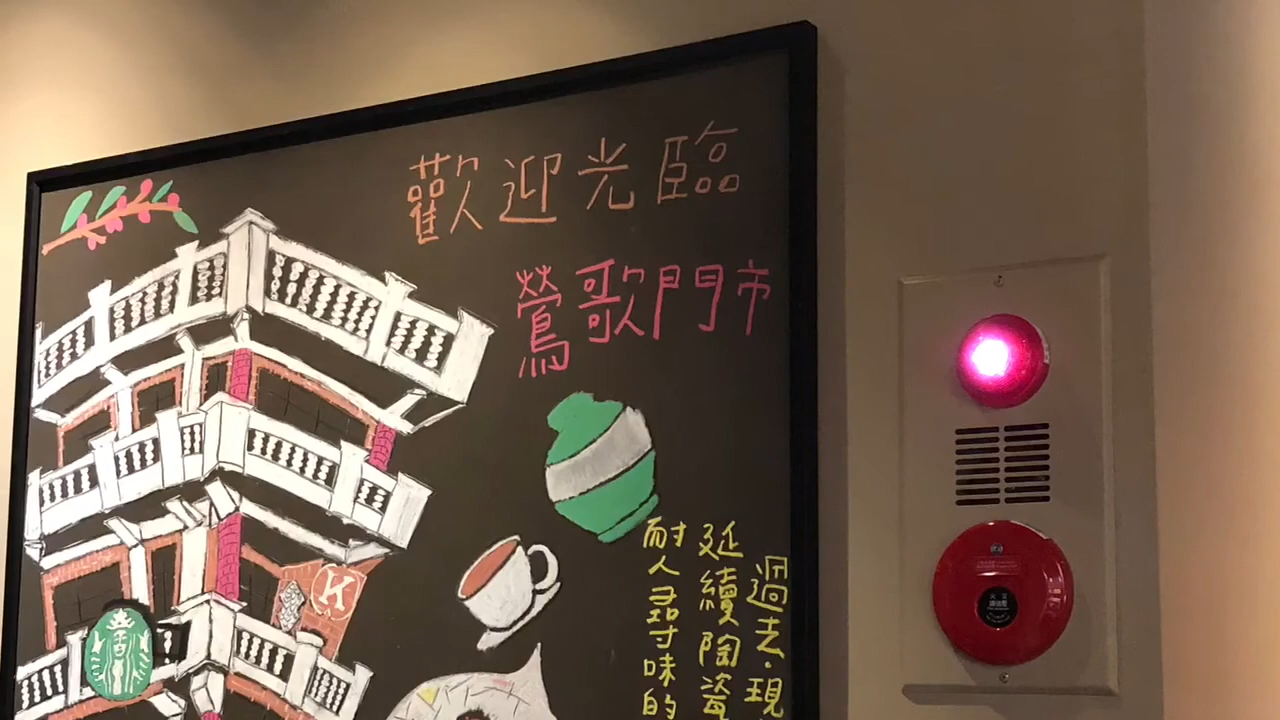 歡迎光臨
鶯歌門市
過去.現
延續陶瓷
耐人尋味的
K